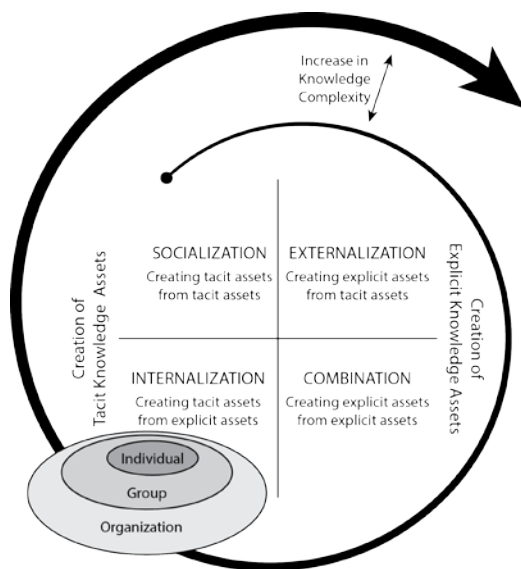 Increase in
Knowledge
Complexity
Creation of
Tacit Knowledge Assets
SOCIALIZATION
Creating tacit assets
from tacit assets
EXTERNALIZATION
Creating explicit assets
from tacit assets
Creation of
Explicit Knowledge Assets
INTERNALIZATION
Creating tacit assets
from explicit assets
COMBINATION
Creating explicit assets
from explicit assets
Individual
Group
Organization